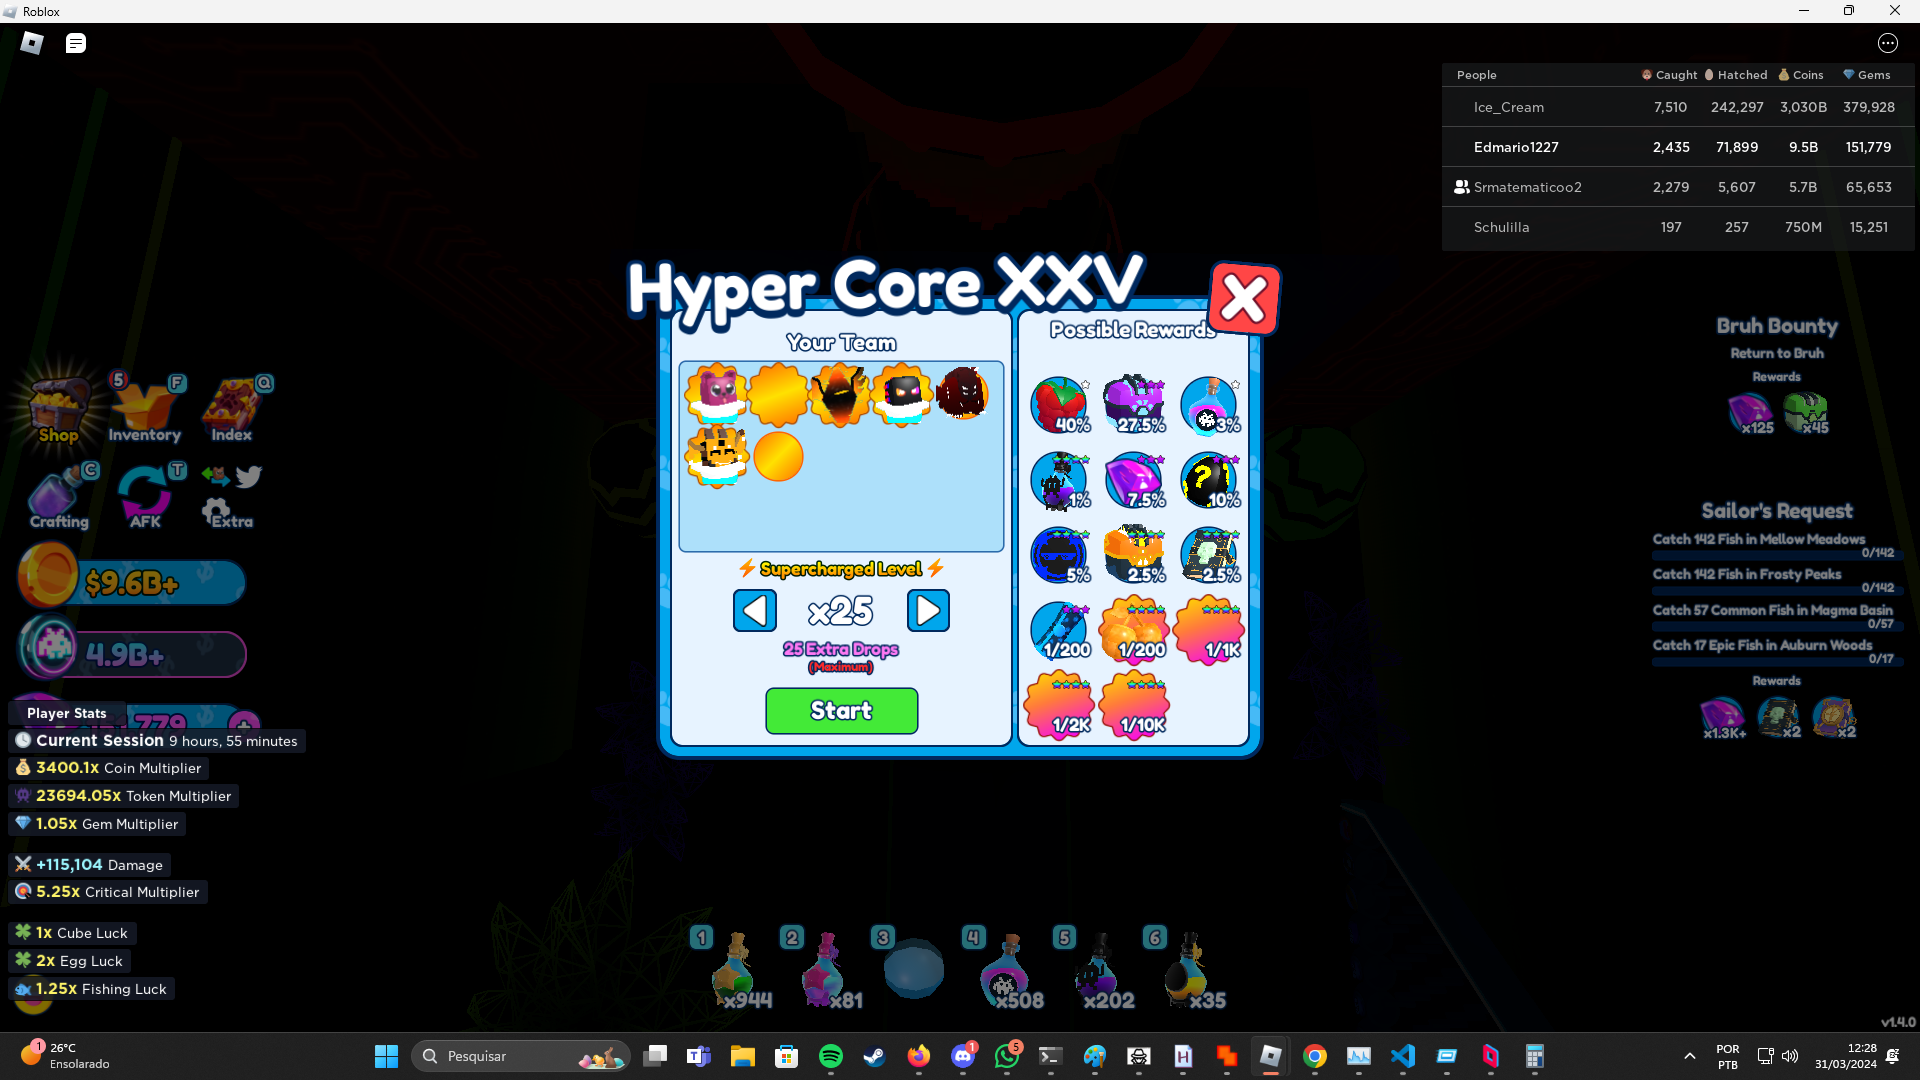 Roblox
People Caught Hatched Coins Gems
Ice_Cream 7,510 242,297 3,030B 379,928
Edmario1227 2,435 71,899 9.5B 151,779
Srmatematicoo2 2,279 5,607 5.7B 65,653
Schulilla 197 257 750M 15,251
Hyper Core XXV
Your Team
Possible Rewards
40% 27.5% 3%
1% 7.5% 10%
5% 2.5% 2.5%
1/200 1/200 1/1K
1/2K 1/10K
Supercharged Level
x25
25 Extra Drops
(Maximum)
Start
Bruh Bounty
Return to Bruh
Rewards
x125 x45
Sailor's Request
Catch 142 Fish in Mellow Meadows
0/142
Catch 142 Fish in Frosty Peaks
0/142
Catch 57 Common Fish in Magma Basin
0/57
Catch 17 Epic Fish in Auburn Woods
0/17
Rewards
x1.3K+ x2 x2
5 F Q
Shop Inventory Index
C T
Crafting AFK Extra
$9.6B+
4.9B+
Player Stats
Current Session 9 hours, 55 minutes
3400.1x Coin Multiplier
23694.05x Token Multiplier
1.05x Gem Multiplier
+115,104 Damage
5.25x Critical Multiplier
1x Cube Luck
2x Egg Luck
1.25x Fishing Luck
1 2 3 4 5 6
x944 x81 x508 x202 x35
v1.4.0
1
26°C
Ensolarado
Pesquisar
1
5
POR
PTB
12:28
31/03/2024